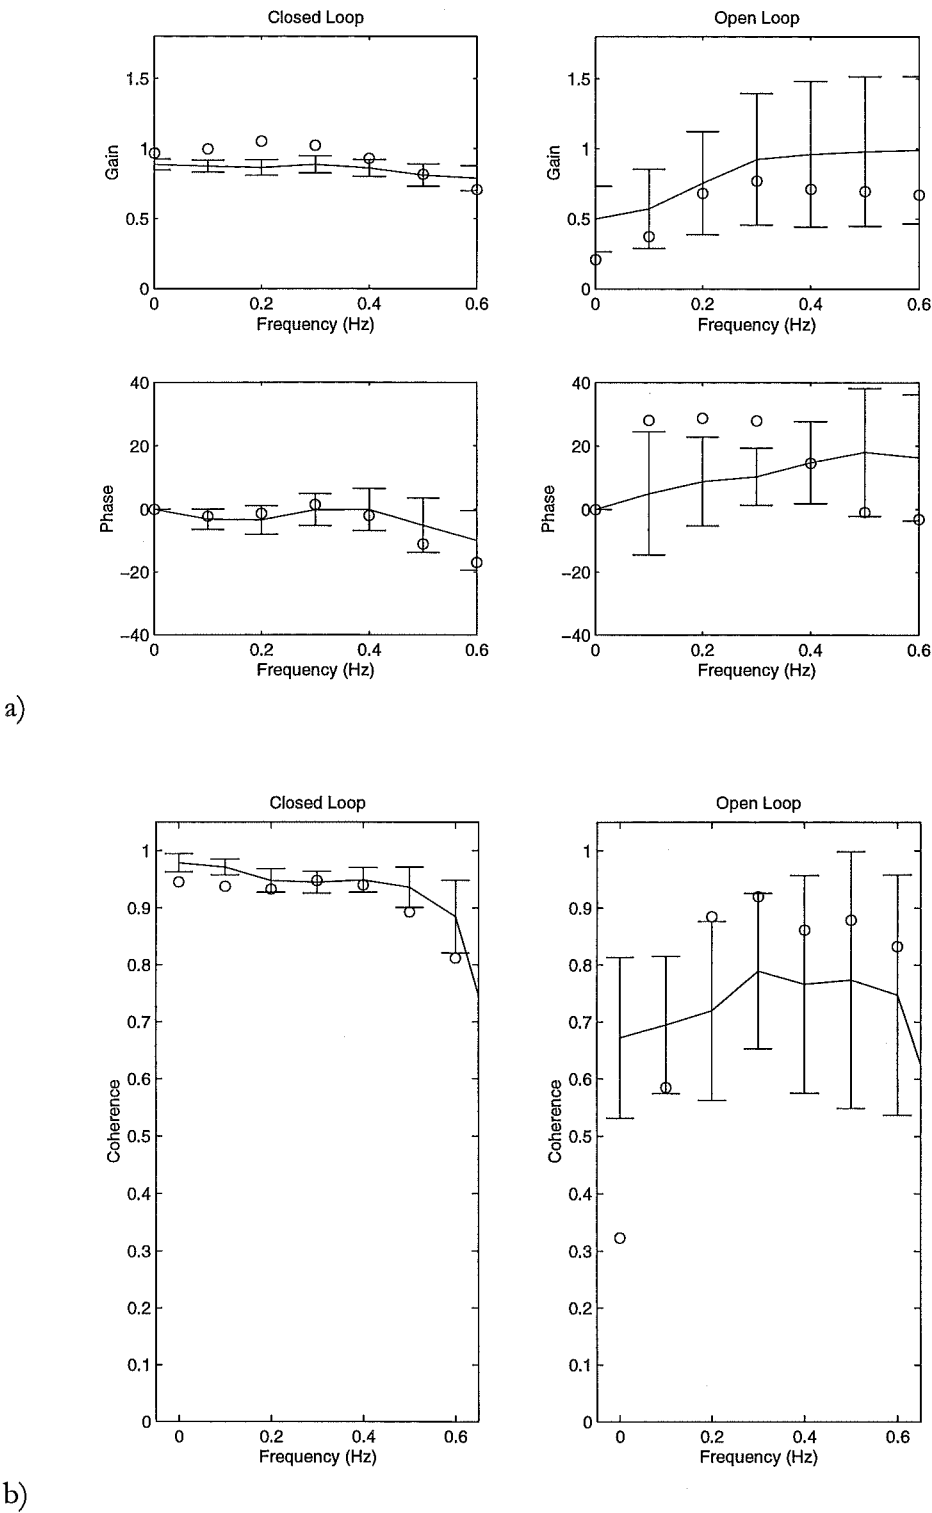 Closed Loop
Open Loop
1.5
1
0.5
0
Gain
0 0.2 0.4 0.6
Frequency (Hz)
1.5
1
0.5
0
Gain
0 0.2 0.4 0.6
Frequency (Hz)
40
20
0
−20
−40
Phase
0 0.2 0.4 0.6
Frequency (Hz)
40
20
0
−20
−40
Phase
0 0.2 0.4 0.6
Frequency (Hz)
a)
Closed Loop
Open Loop
1
0.9
0.8
0.7
0.6
0.5
0.4
0.3
0.2
0.1
0
Coherence
0 0.2 0.4 0.6
Frequency (Hz)
1
0.9
0.8
0.7
0.6
0.5
0.4
0.3
0.2
0.1
0
Coherence
0 0.2 0.4 0.6
Frequency (Hz)
b)